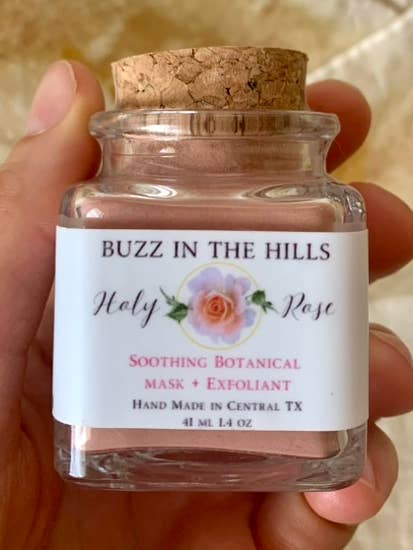 BUZZ IN THE HILLS
Holy Rose
SOOTHING BOTANICAL
MASK + EXFOLIANT
HAND MADE IN CENTRAL TX
41 ML 1.4 OZ